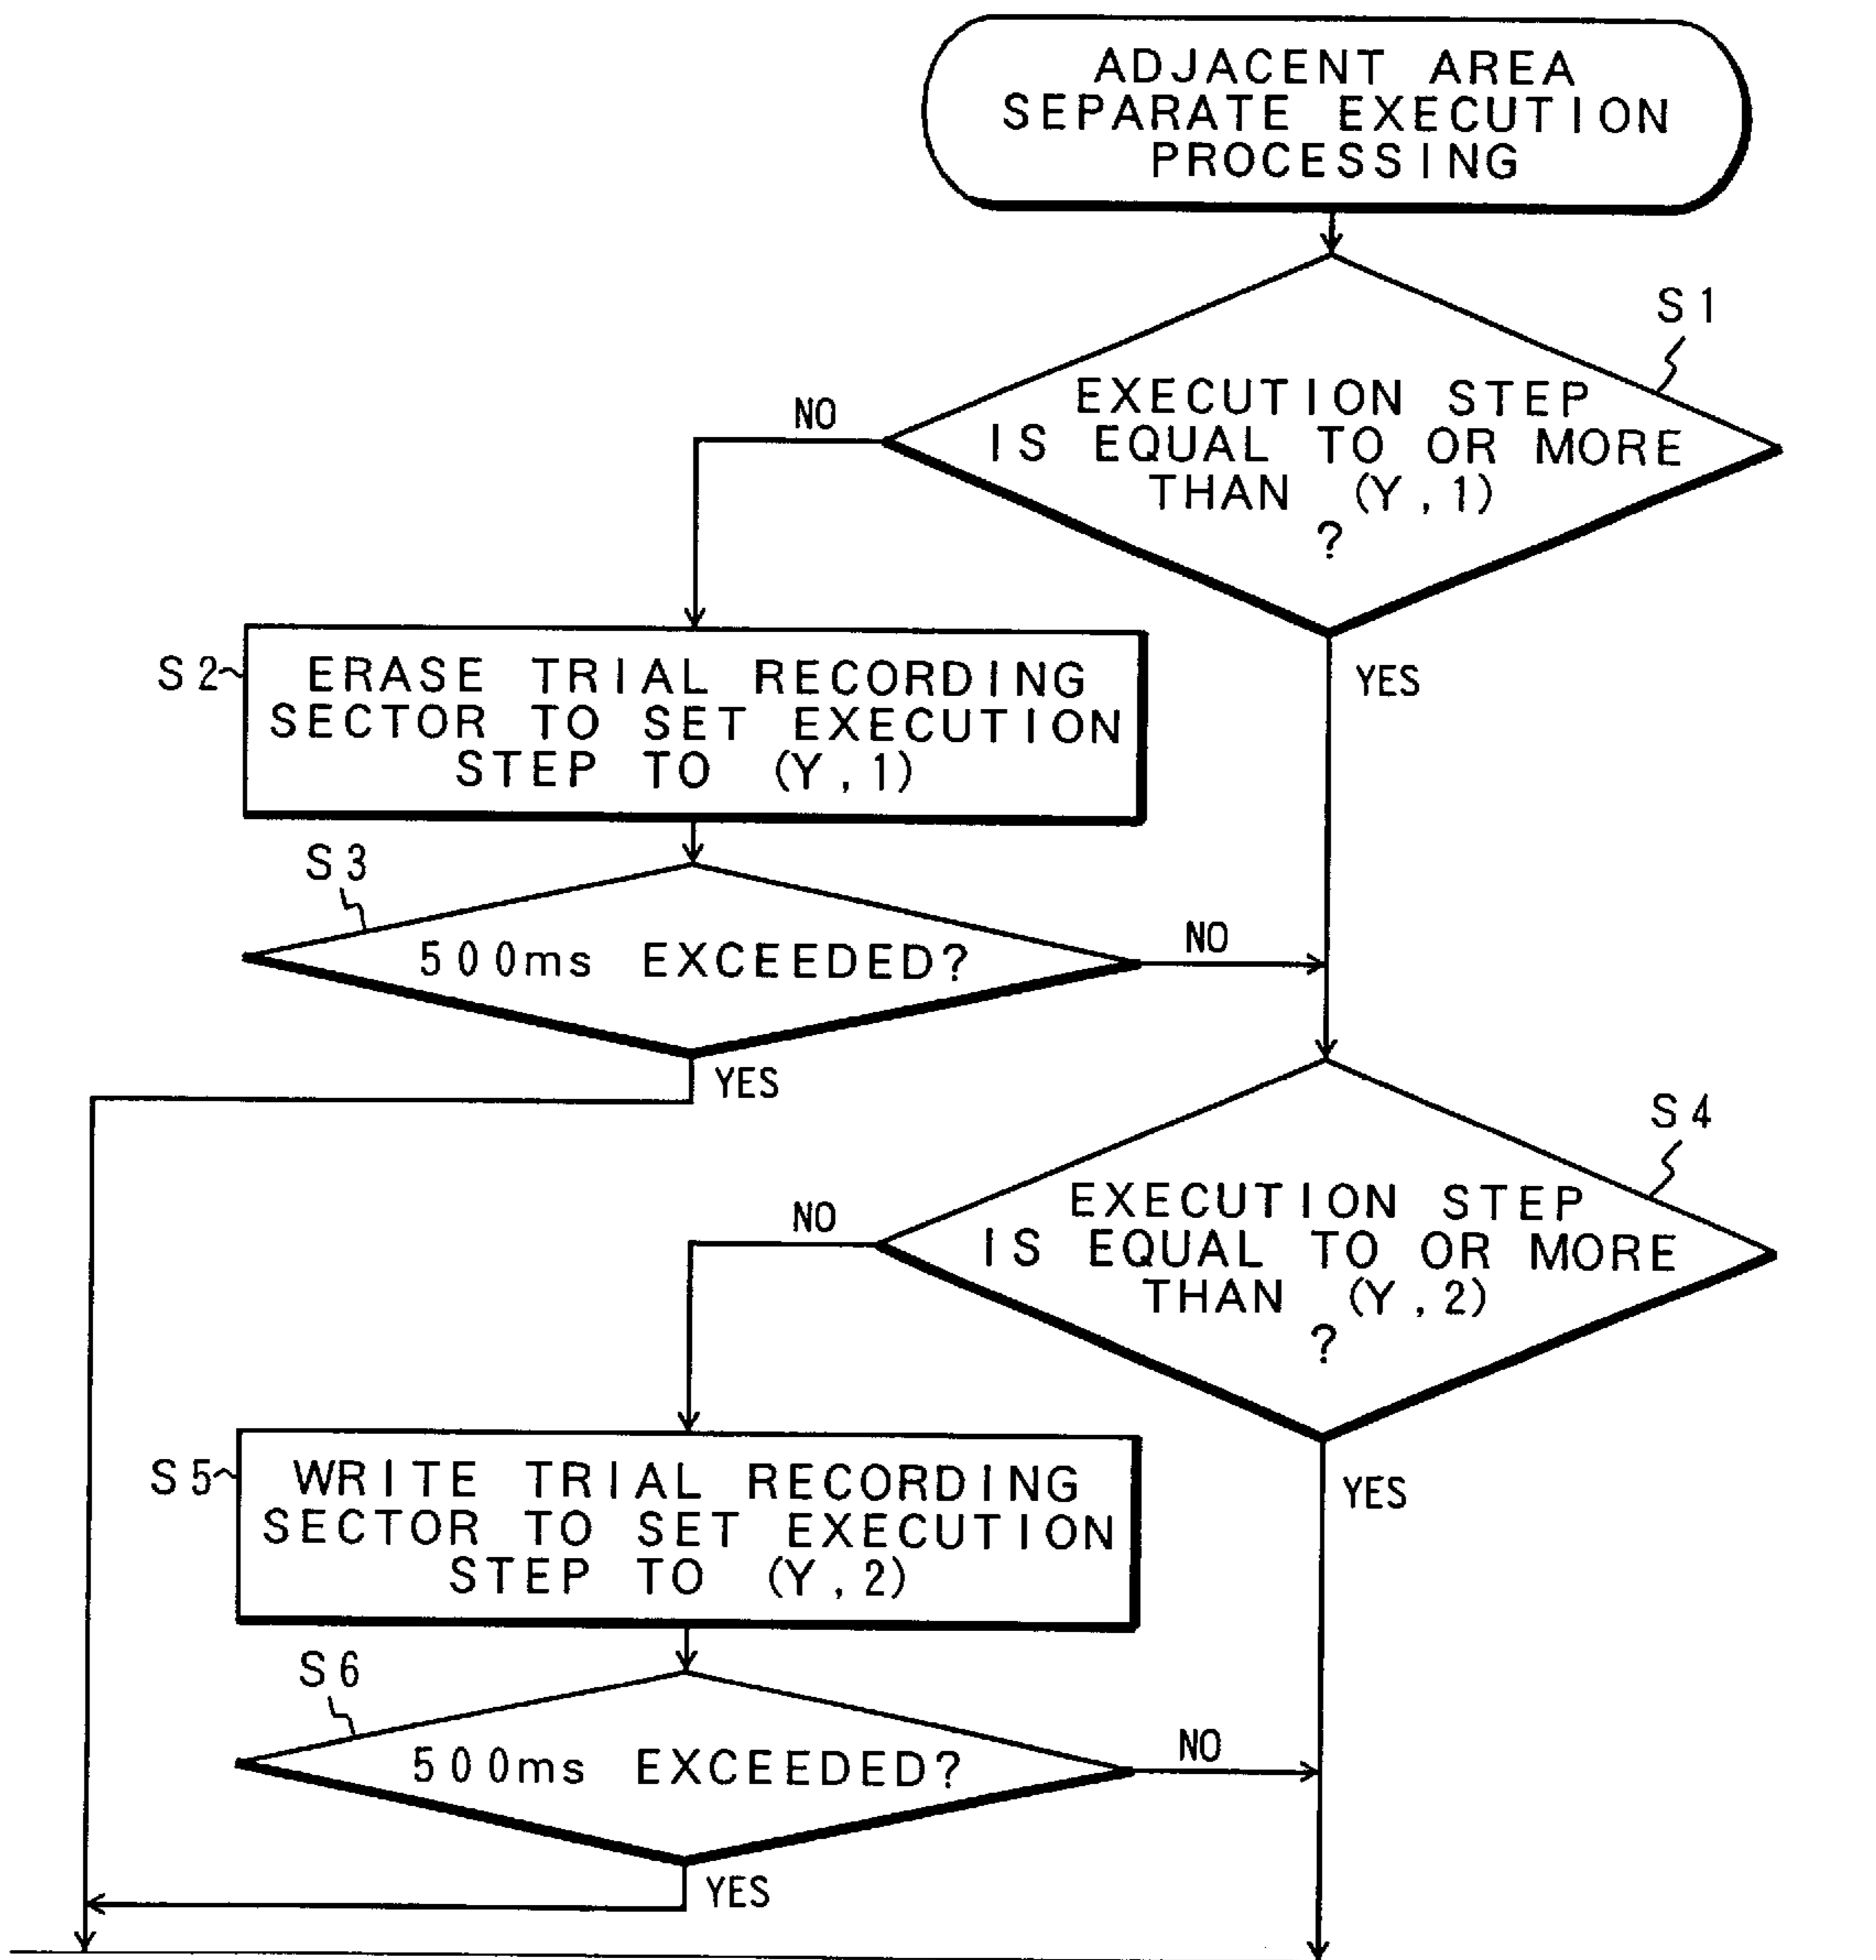 ADJACENT AREA
SEPARATE EXECUTION
PROCESSING
S1
EXECUTION STEP
IS EQUAL TO OR MORE
THAN (Y,1)
?
NO
YES
S2
ERASE TRIAL RECORDING
SECTOR TO SET EXECUTION
STEP TO (Y,1)
S3
500ms EXCEEDED?
NO
YES
S4
EXECUTION STEP
IS EQUAL TO OR MORE
THAN (Y,2)
?
NO
YES
S5
WRITE TRIAL RECORDING
SECTOR TO SET EXECUTION
STEP TO (Y,2)
S6
500ms EXCEEDED?
NO
YES